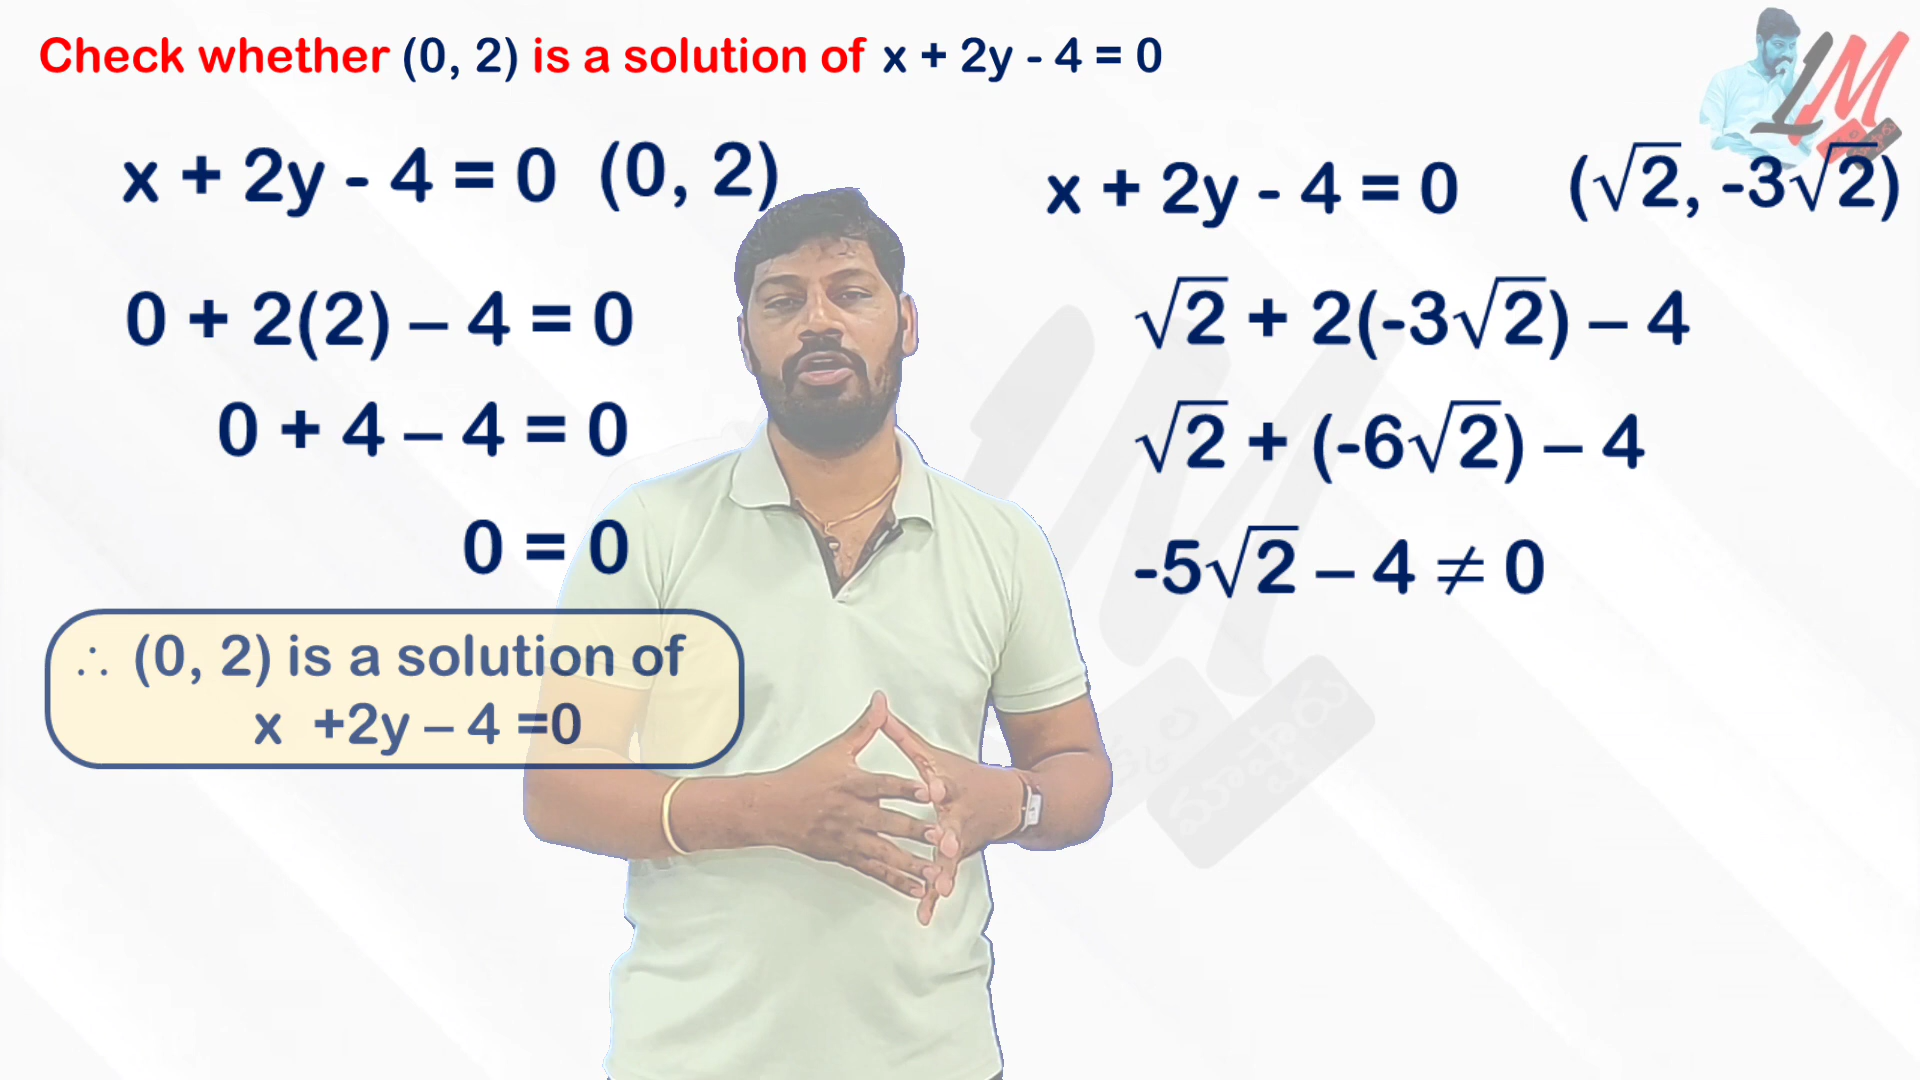 Check whether (0, 2) is a solution of x + 2y - 4 = 0
x + 2y - 4 = 0 (0, 2)
0 + 2(2) – 4 = 0
0 + 4 – 4 = 0
0 = 0
∴ (0, 2) is a solution of
x +2y – 4 =0
x + 2y - 4 = 0 (√2, -3√2)
√2 + 2(-3√2) – 4
√2 + (-6√2) – 4
-5√2 – 4 ≠ 0
LM